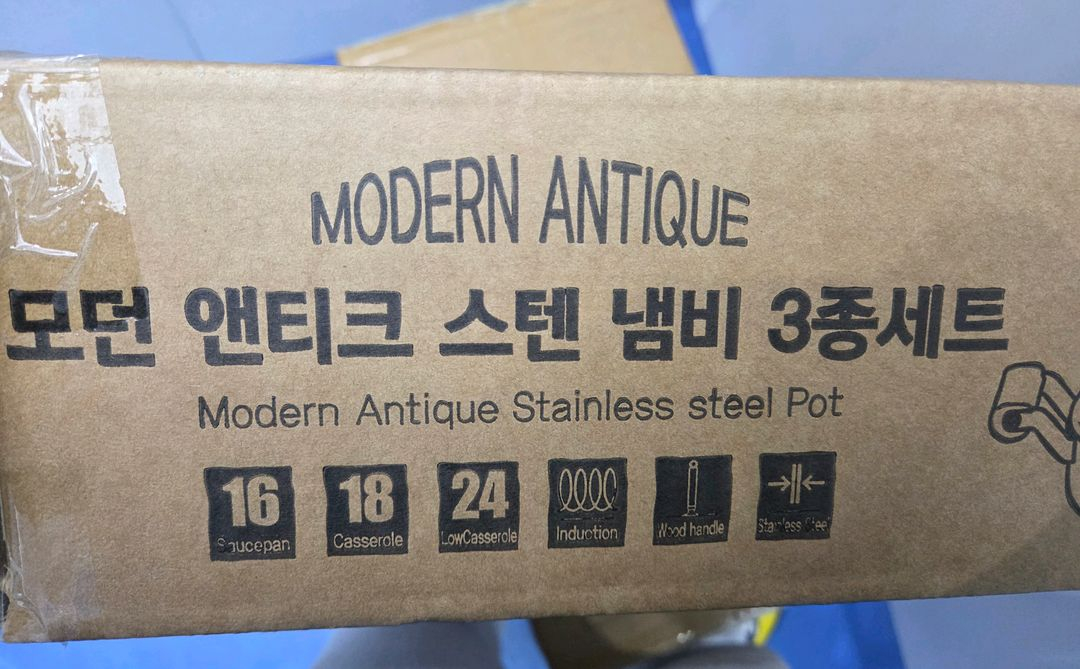 MODERN ANTIQUE
모던 앤티크 스텐 냄비 3종세트
Modern Antique Stainless steel Pot
16 18 24
Saucepan Casserole LowCasserole Induction Wood handle Stainless Steel